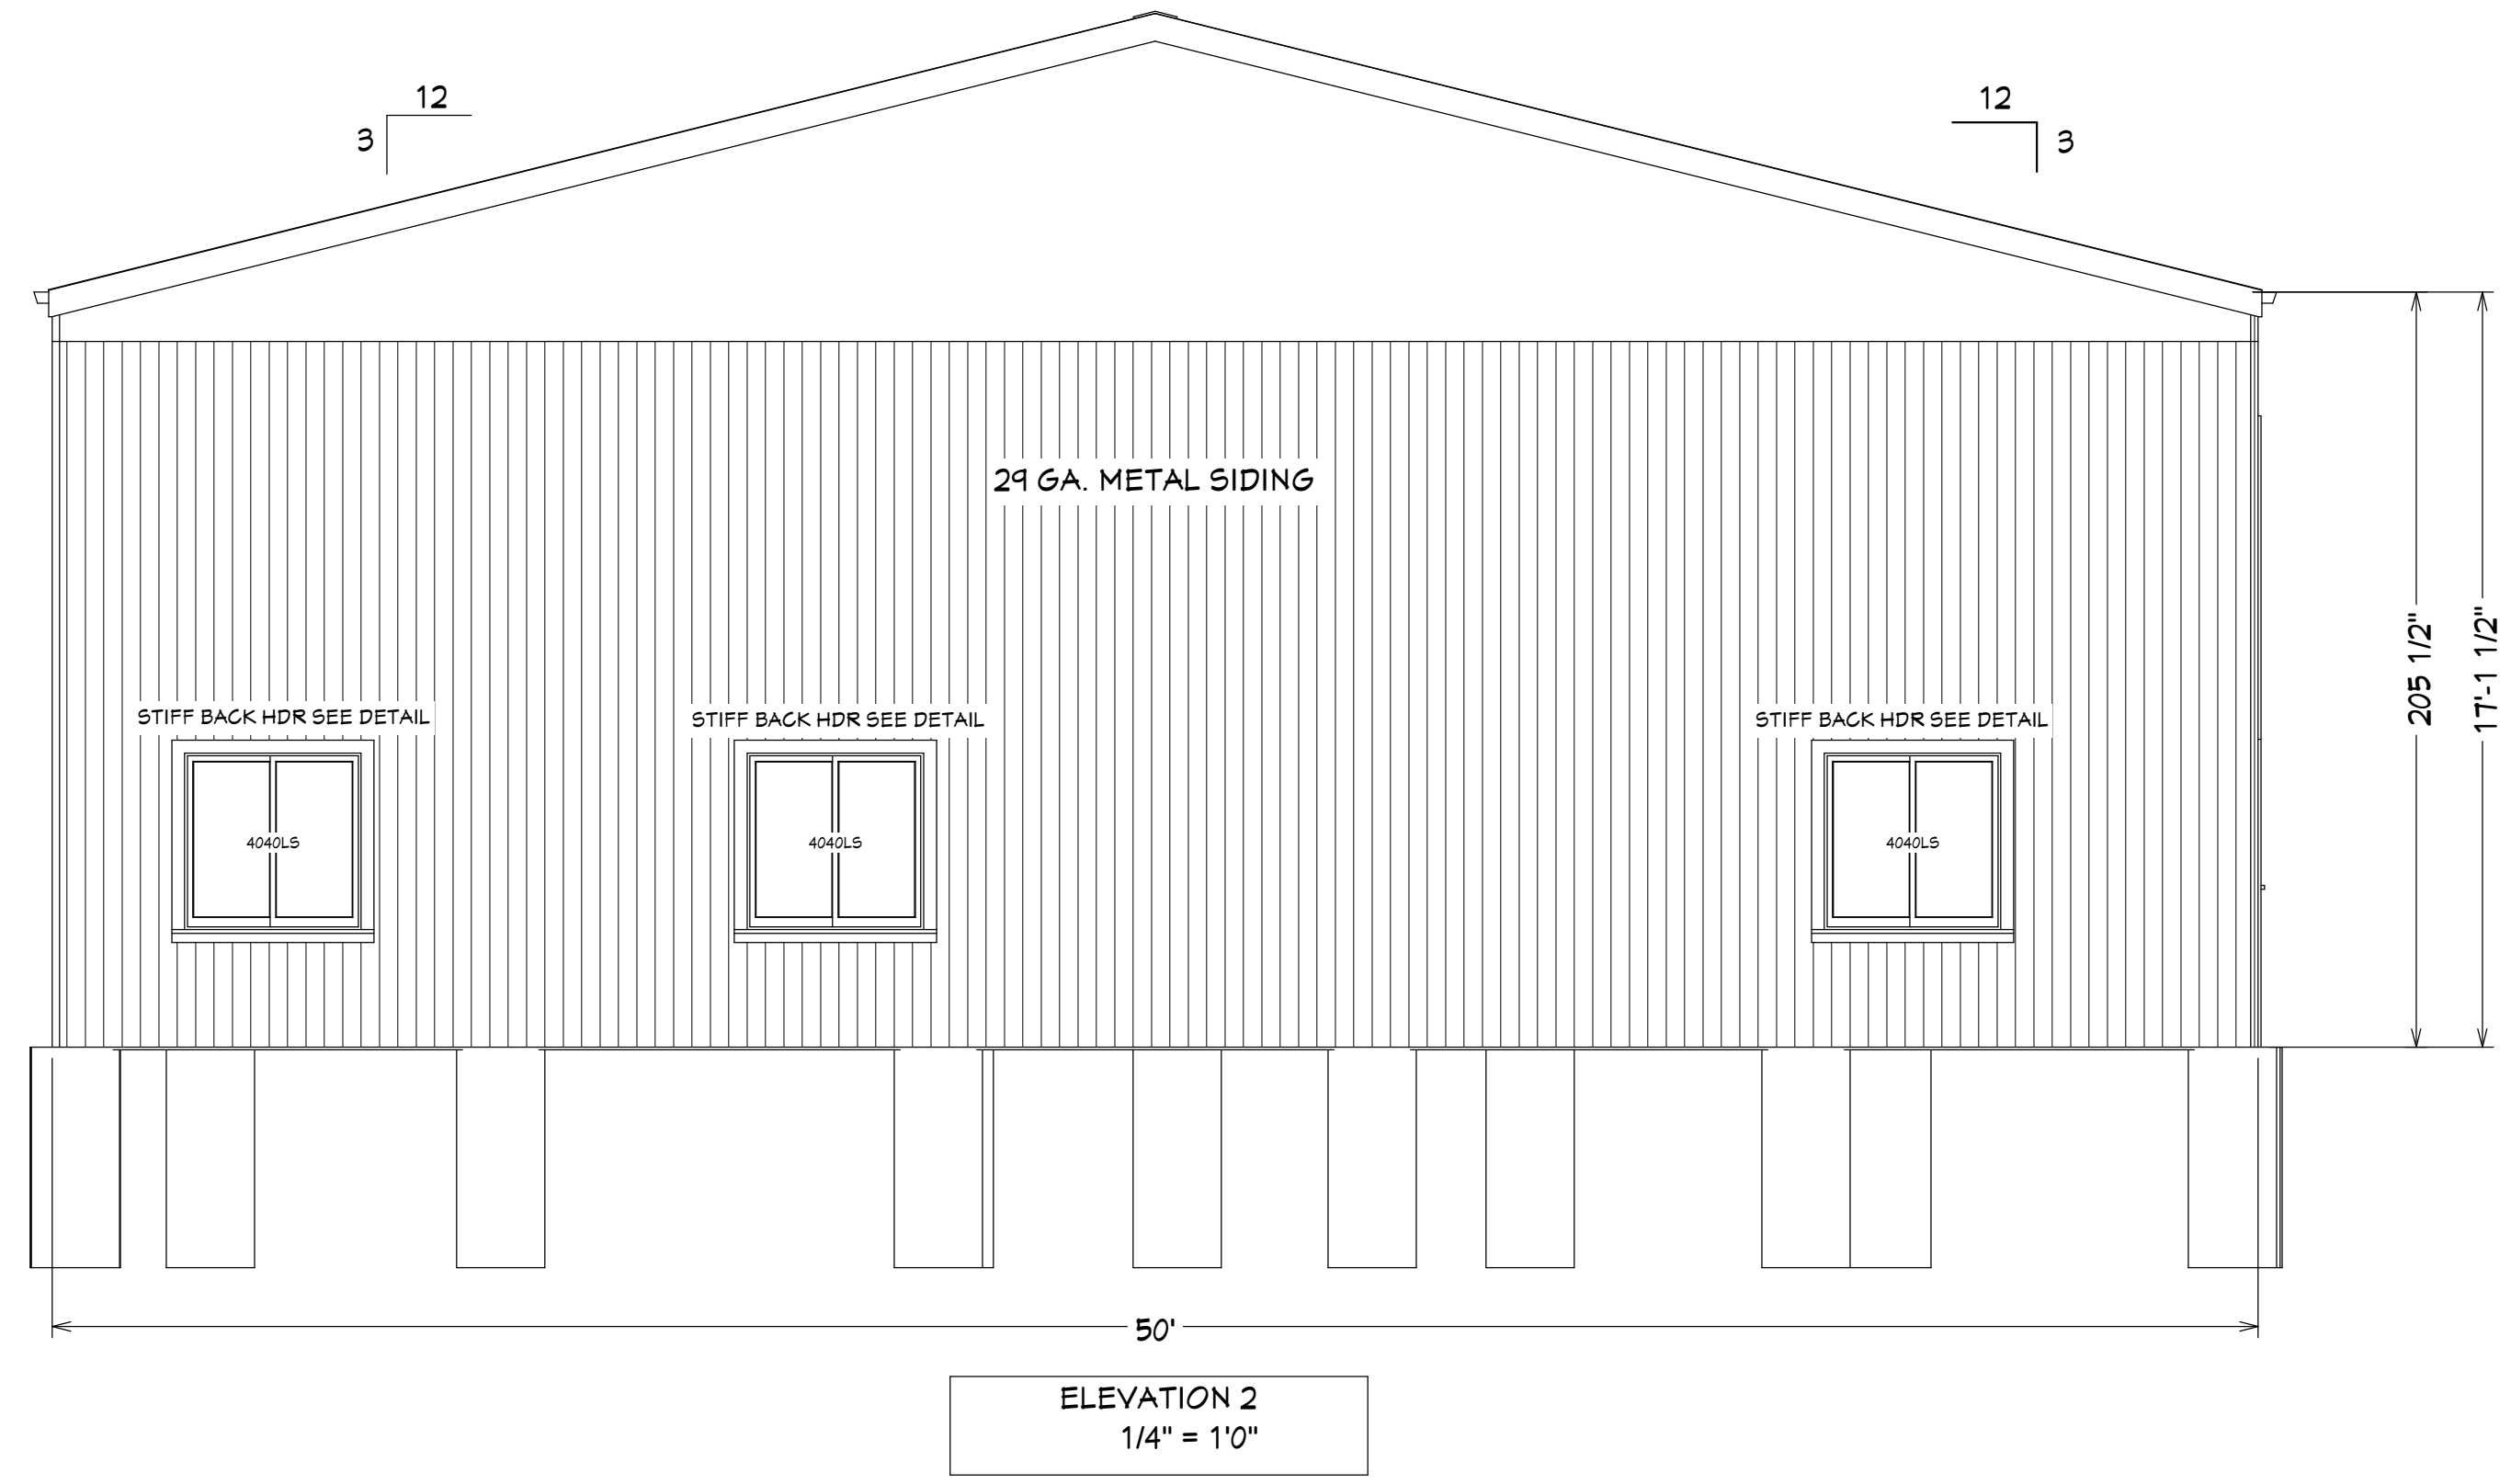 12
3
12
3
29 GA. METAL SIDING
STIFF BACK HDR SEE DETAIL
STIFF BACK HDR SEE DETAIL
STIFF BACK HDR SEE DETAIL
4040LS
4040LS
4040LS
205 1/2"
17'-1 1/2"
50'
ELEVATION 2
1/4" = 1'0"